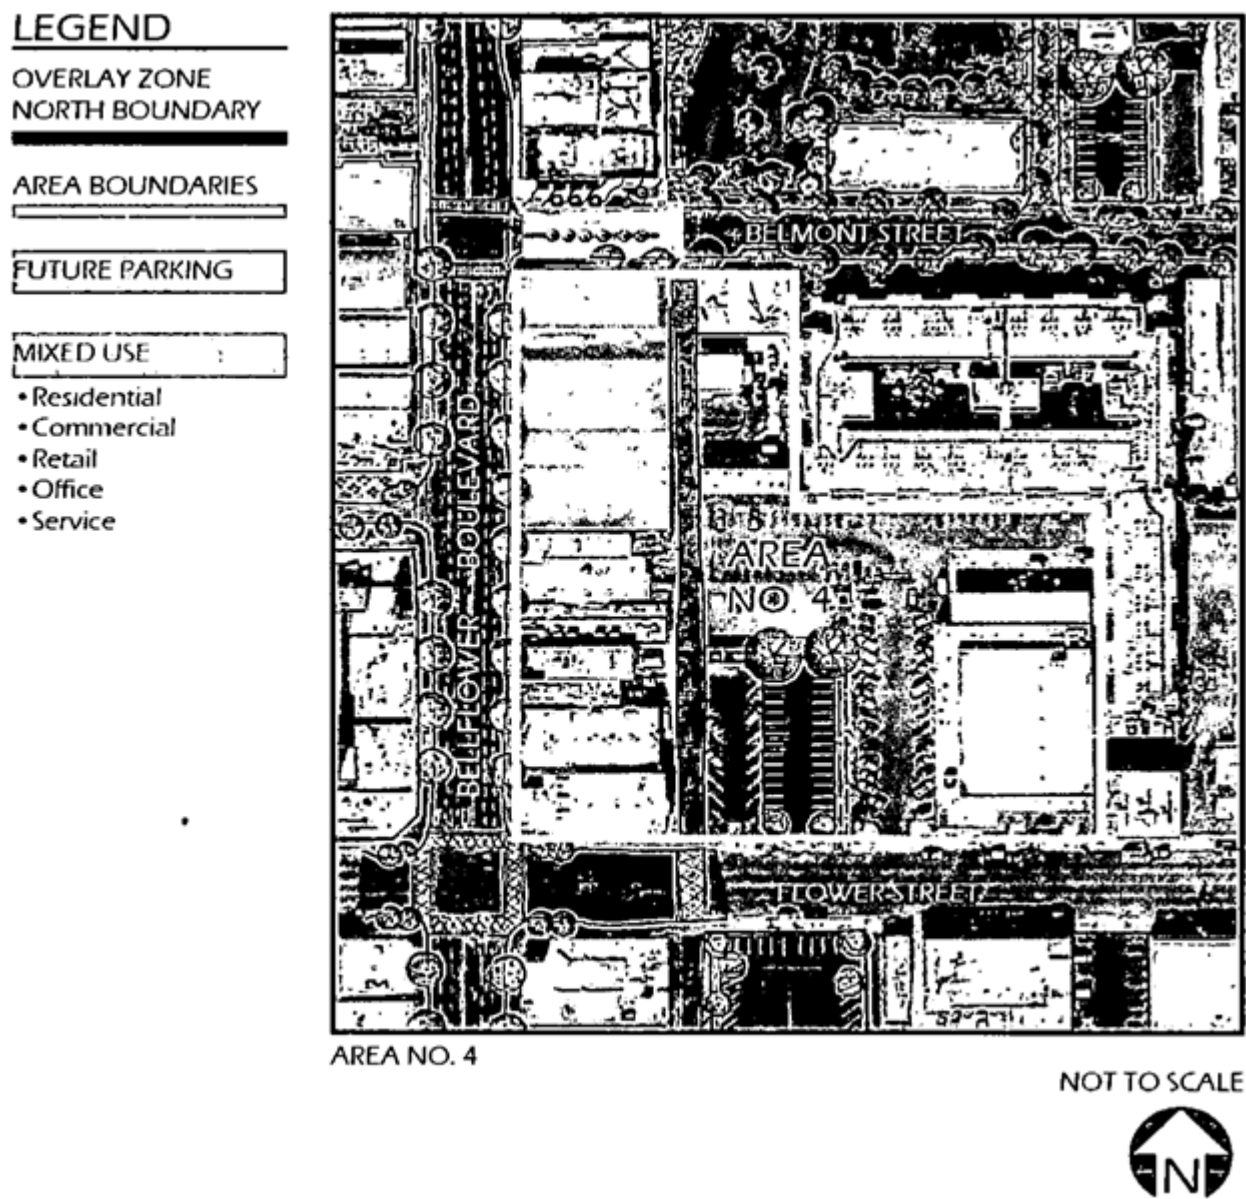 LEGEND
OVERLAY ZONE
NORTH BOUNDARY
AREA BOUNDARIES
FUTURE PARKING
MIXED USE
• Residential
• Commercial
• Retail
• Office
• Service
BELMONT STREET
BELLFLOWER BOULEVARD
AREA
NO. 4
FLOWER STREET
AREA NO. 4
NOT TO SCALE
N